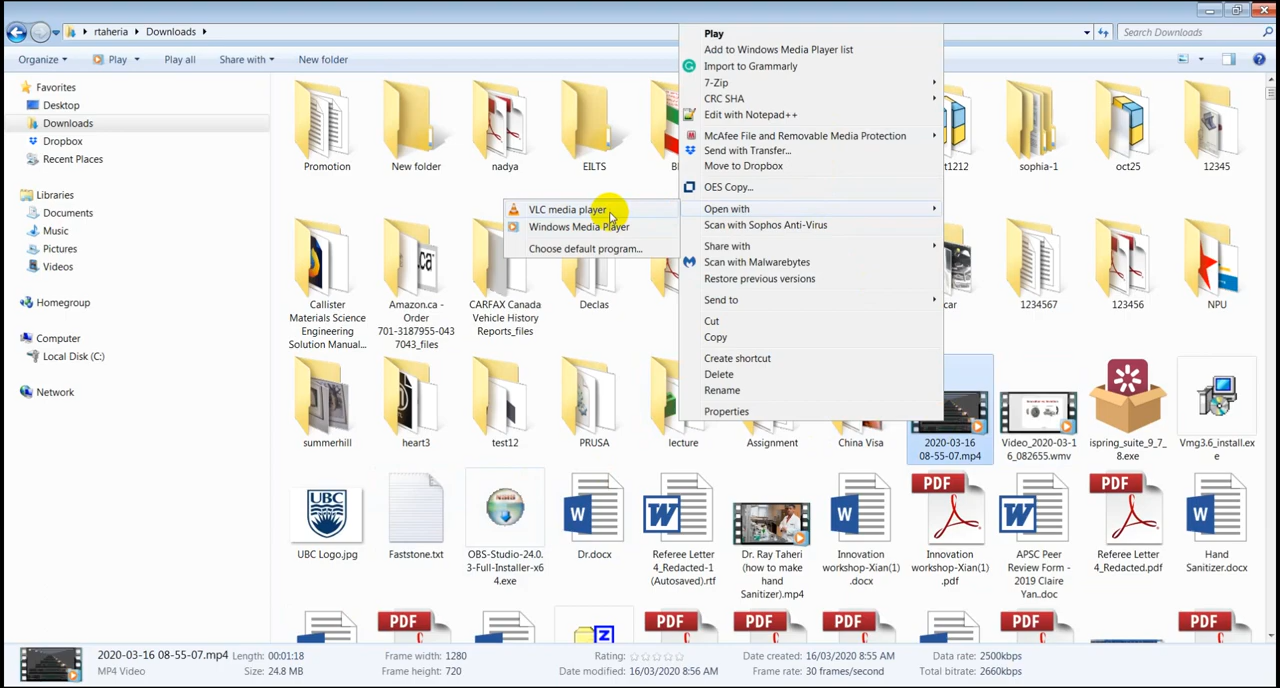 rtaheria
Downloads
Search Downloads
Organize
Play
Play all
Share with
New folder
Favorites
Desktop
Downloads
Dropbox
Recent Places
Libraries
Documents
Music
Pictures
Videos
Homegroup
Computer
Local Disk (C:)
Network
Play
Add to Windows Media Player list
Import to Grammarly
7-Zip
CRC SHA
Edit with Notepad++
McAfee File and Removable Media Protection
Send with Transfer...
Move to Dropbox
OES Copy...
Open with
Scan with Sophos Anti-Virus
Share with
Scan with Malwarebytes
Restore previous versions
Send to
Cut
Copy
Create shortcut
Delete
Rename
Properties
VLC media player
Windows Media Player
Choose default program...
Promotion
New folder
nadya
EILTS
sophia-1
oct25
12345
Callister
Materials Science
Engineering
Solution Manual...
Amazon.ca -
Order
701-3187955-043
7043_files
CARFAX Canada
Vehicle History
Reports_files
Declas
1234567
123456
NPU
summerhill
heart3
test12
PRUSA
lecture
Assignment
China Visa
2020-03-16
08-55-07.mp4
Video_2020-03-1
6_082655.wmv
ispring_suite_9_7_
8.exe
Vmg3.6_install.ex
e
UBC
UBC Logo.jpg
Faststone.txt
OBS-Studio-24.0.
3-Full-Installer-x6
4.exe
W
Dr.docx
W
Referee Letter
4_Redacted-1
(Autosaved).rtf
Dr. Ray Taheri
(how to make
hand
Sanitizer).mp4
W
Innovation
workshop-Xian(1)
.docx
PDF
Innovation
workshop-Xian(1)
.pdf
W
APSC Peer
Review Form -
2019 Claire
Yan..doc
PDF
Referee Letter
4_Redacted.pdf
W
Hand
Sanitizer.docx
PDF
Z
PDF
PDF
PDF
PDF
PDF
2020-03-16 08-55-07.mp4
MP4 Video
Length: 00:01:18
Size: 24.8 MB
Frame width: 1280
Frame height: 720
Rating:
Date modified: 16/03/2020 8:56 AM
Date created: 16/03/2020 8:55 AM
Frame rate: 30 frames/second
Data rate: 2500kbps
Total bitrate: 2660kbps